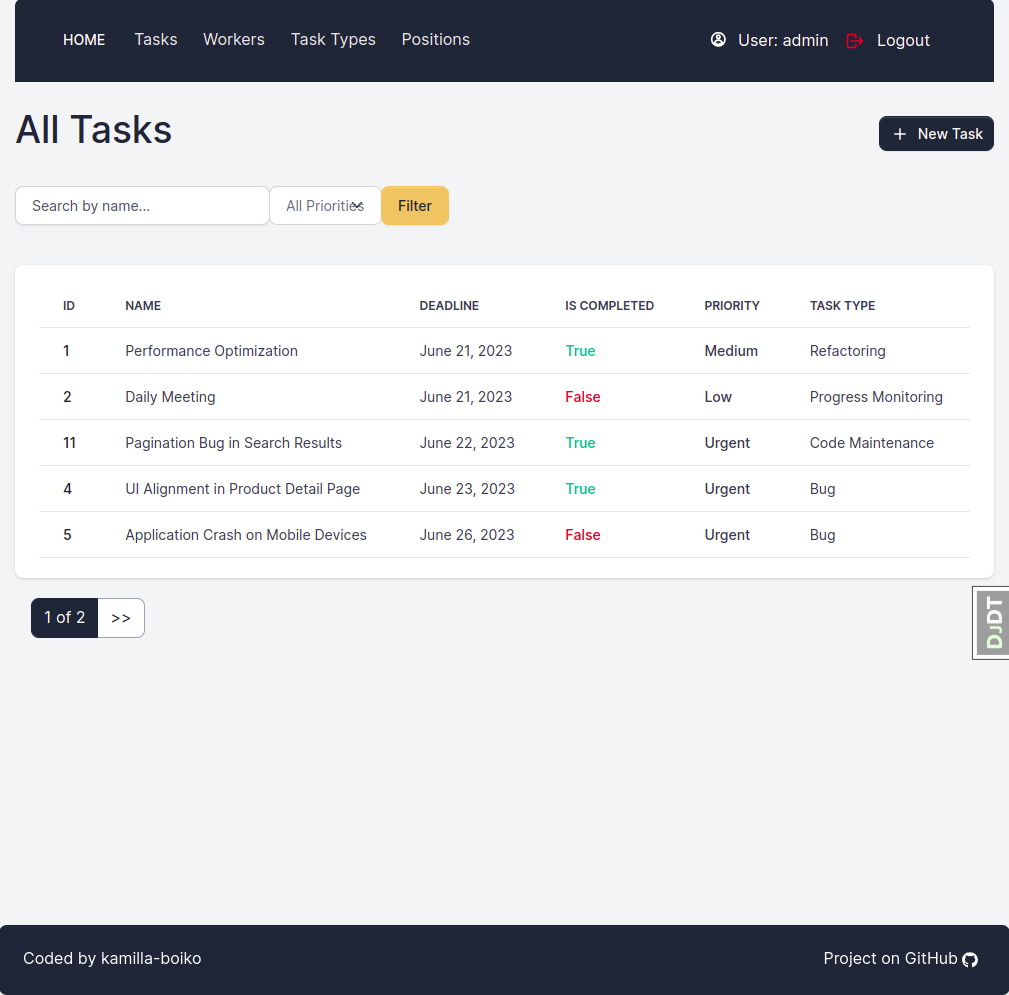 HOME Tasks Workers Task Types Positions User: admin Logout
All Tasks
+ New Task
Search by name... All Priorities Filter
ID NAME DEADLINE IS COMPLETED PRIORITY TASK TYPE
1 Performance Optimization June 21, 2023 True Medium Refactoring
2 Daily Meeting June 21, 2023 False Low Progress Monitoring
11 Pagination Bug in Search Results June 22, 2023 True Urgent Code Maintenance
4 UI Alignment in Product Detail Page June 23, 2023 True Urgent Bug
5 Application Crash on Mobile Devices June 26, 2023 False Urgent Bug
1 of 2 >>
DJDT
Coded by kamilla-boiko Project on GitHub